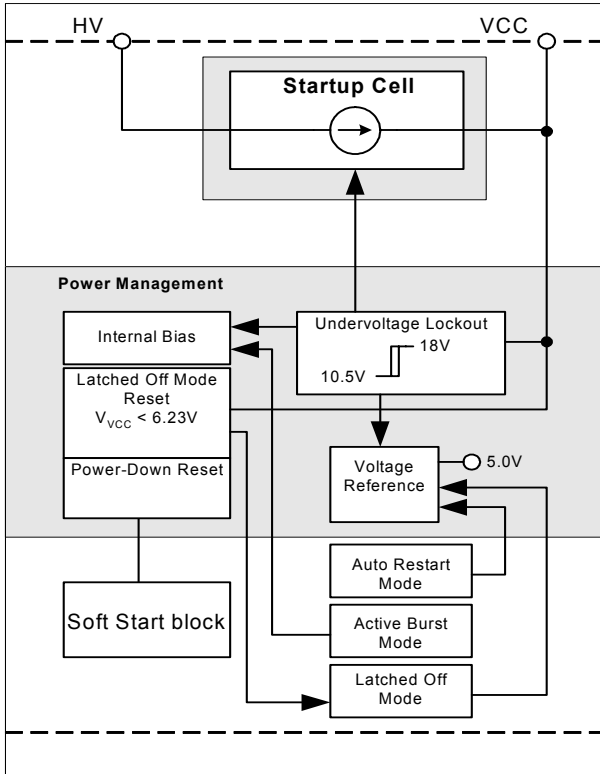 HV
VCC
Startup Cell
Power Management
Internal Bias
Undervoltage Lockout
18V
10.5V
Latched Off Mode
Reset
V_VCC < 6.23V
Power-Down Reset
Voltage
Reference
5.0V
Auto Restart
Mode
Soft Start block
Active Burst
Mode
Latched Off
Mode